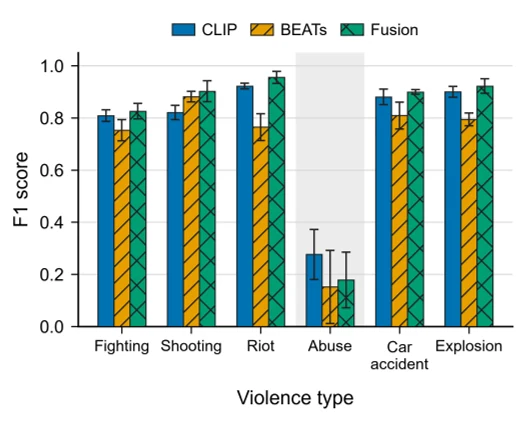 CLIP BEATs Fusion
F1 score
1.0
0.8
0.6
0.4
0.2
0.0
Fighting Shooting Riot Abuse Car accident Explosion
Violence type